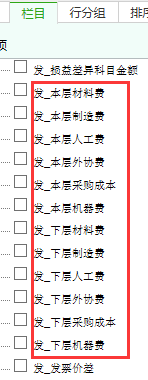 栏目 行分组 排序
项
发_损益差异科目金额
发_本层材料费
发_本层制造费
发_本层人工费
发_本层外协费
发_本层采购成本
发_本层机器费
发_下层材料费
发_下层制造费
发_下层人工费
发_下层外协费
发_下层采购成本
发_下层机器费
发_发票价差